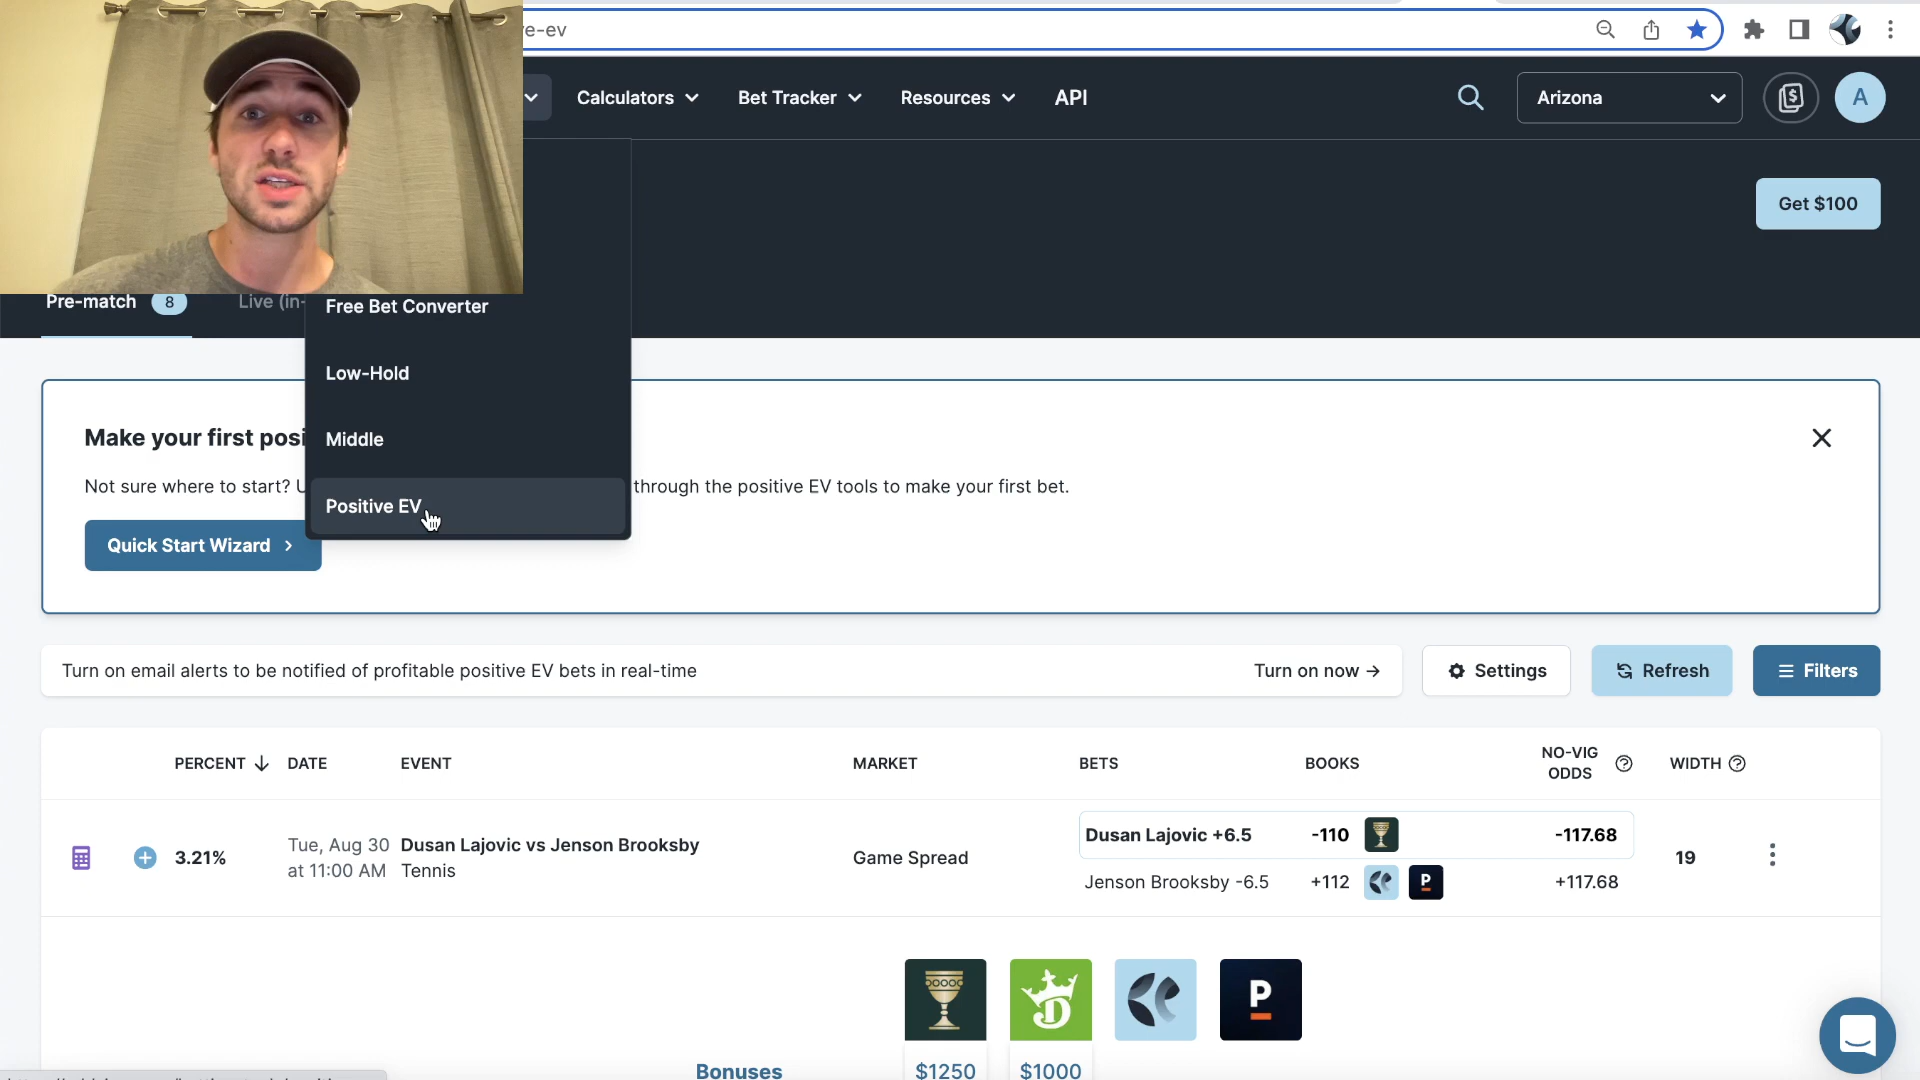 e-ev
Calculators
Bet Tracker
Resources
API
Arizona
A
Get $100
Pre-match 8
Live (in-
Free Bet Converter
Low-Hold
Middle
Positive EV
Make your first posi
Not sure where to start? U
through the positive EV tools to make your first bet.
Quick Start Wizard
Turn on email alerts to be notified of profitable positive EV bets in real-time
Turn on now →
Settings
Refresh
Filters
PERCENT ↓ DATE EVENT MARKET BETS BOOKS NO-VIG ODDS WIDTH
3.21%
Tue, Aug 30
at 11:00 AM
Dusan Lajovic vs Jenson Brooksby
Tennis
Game Spread
Dusan Lajovic +6.5 -110 -117.68
Jenson Brooksby -6.5 +112 P +117.68
19
D
P
Bonuses $1250 $1000